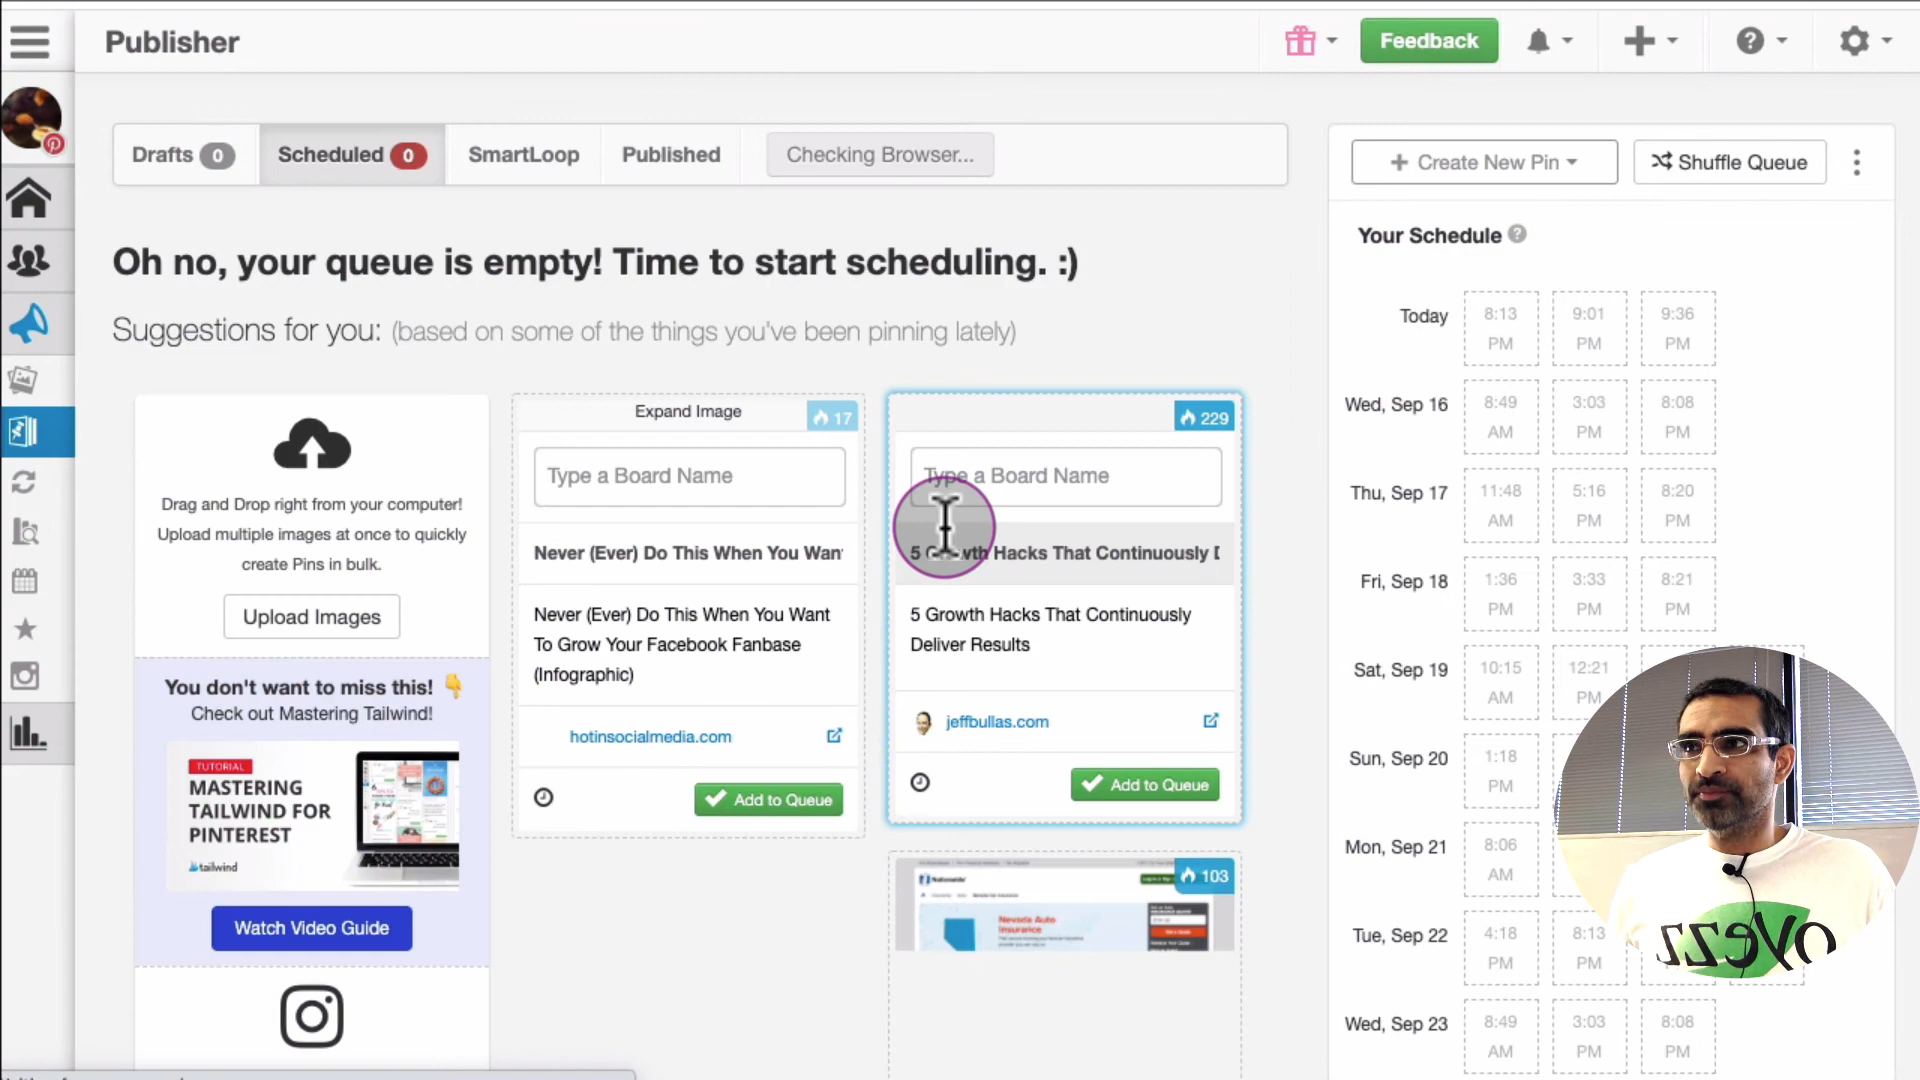 Publisher
Feedback
Drafts 0
Scheduled 0
SmartLoop
Published
Checking Browser...
Oh no, your queue is empty! Time to start scheduling. :)
Suggestions for you: (based on some of the things you've been pinning lately)
Drag and Drop right from your computer!
Upload multiple images at once to quickly
create Pins in bulk.
Upload Images
You don't want to miss this!
Check out Mastering Tailwind!
TUTORIAL
MASTERING
TAILWIND FOR
PINTEREST
tailwind
Watch Video Guide
Expand Image
17
Type a Board Name
Never (Ever) Do This When You Wan
Never (Ever) Do This When You Want
To Grow Your Facebook Fanbase
(Infographic)
hotinsocialmedia.com
Add to Queue
229
Type a Board Name
5 Growth Hacks That Continuously D
5 Growth Hacks That Continuously
Deliver Results
jeffbullas.com
Add to Queue
103
Nationwide
Nevada Auto
Insurance
Create New Pin
Shuffle Queue
Your Schedule
Today
8:13 PM
9:01 PM
9:36 PM
Wed, Sep 16
8:49 AM
3:03 PM
8:08 PM
Thu, Sep 17
11:48 AM
5:16 PM
8:20 PM
Fri, Sep 18
1:36 PM
3:33 PM
8:21 PM
Sat, Sep 19
10:15 AM
12:21 PM
Sun, Sep 20
1:18 PM
Mon, Sep 21
8:06 AM
Tue, Sep 22
4:18 PM
8:13 PM
Wed, Sep 23
8:49 AM
3:03 PM
8:08 PM